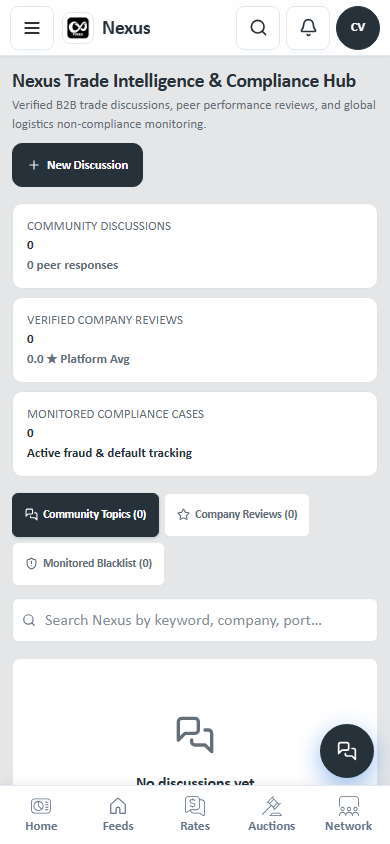 Nexus
CV
Nexus Trade Intelligence & Compliance Hub
Verified B2B trade discussions, peer performance reviews, and global
logistics non-compliance monitoring.
New Discussion
COMMUNITY DISCUSSIONS
0
0 peer responses
VERIFIED COMPANY REVIEWS
0
0.0 ★ Platform Avg
MONITORED COMPLIANCE CASES
0
Active fraud & default tracking
Community Topics (0)
Company Reviews (0)
Monitored Blacklist (0)
Search Nexus by keyword, company, port...
No discussions yet
Home
Feeds
Rates
Auctions
Network